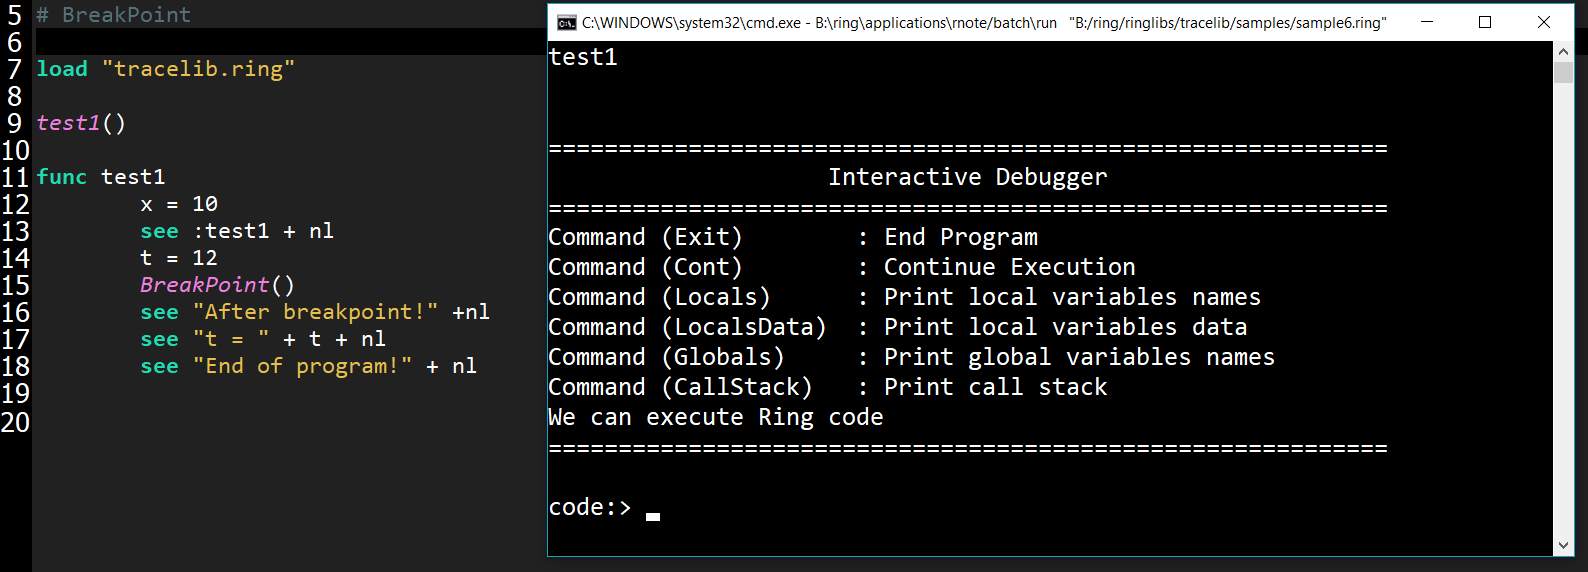 5 # BreakPoint
6
7 load "tracelib.ring"
8
9 test1()
10
11 func test1
12 x = 10
13 see :test1 + nl
14 t = 12
15 BreakPoint()
16 see "After breakpoint!" +nl
17 see "t = " + t + nl
18 see "End of program!" + nl
19
20
C:\WINDOWS\system32\cmd.exe - B:\ring\applications\rnote/batch\run "B:/ring/ringlibs/tracelib/samples/sample6.ring"
test1
============================================================
Interactive Debugger
============================================================
Command (Exit) : End Program
Command (Cont) : Continue Execution
Command (Locals) : Print local variables names
Command (LocalsData) : Print local variables data
Command (Globals) : Print global variables names
Command (CallStack) : Print call stack
We can execute Ring code
============================================================
code:>